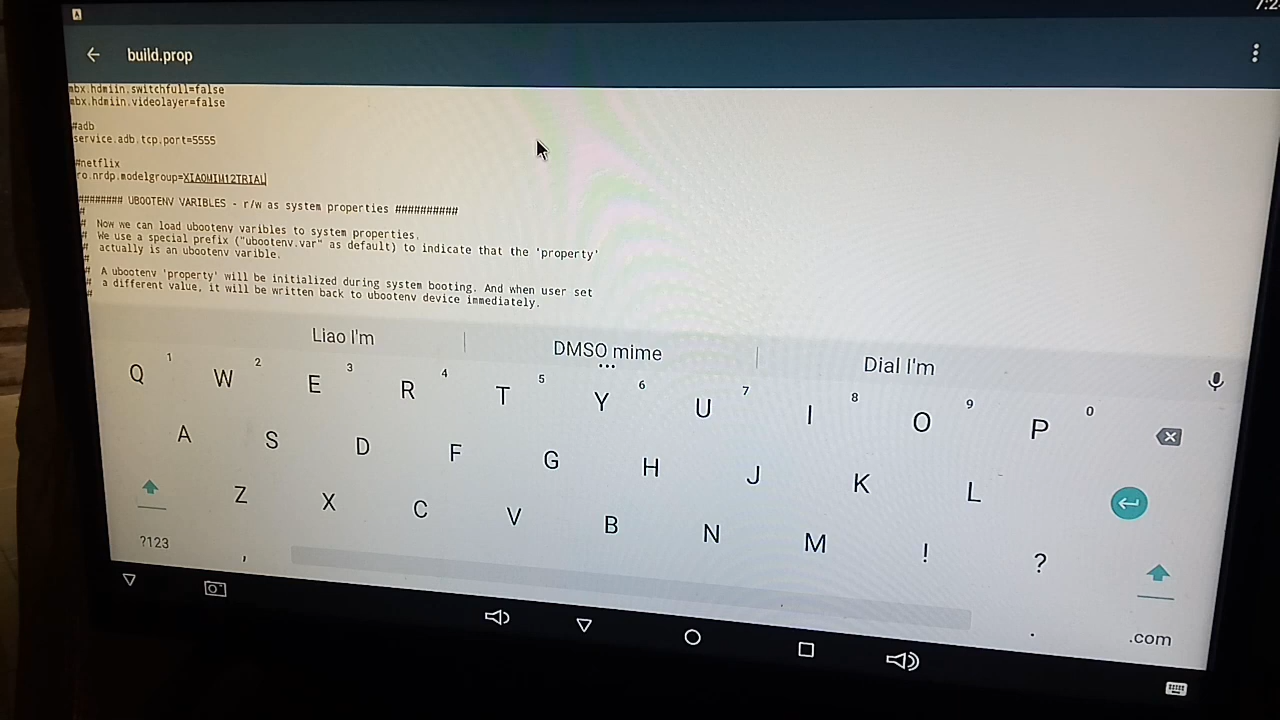 7:2
build.prop
mbx.hdmiin.switchfull=false
mbx.hdmiin.videolayer=false
#adb
service.adb.tcp.port=5555
#netflix
ro.nrdp.modelgroup=XIAOMIM12TRIAL
######## UBOOTENV VARIBLES - r/w as system properties ##########
#
# Now we can load ubootenv varibles to system properties.
# We use a special prefix ("ubootenv.var" as default) to indicate that the 'property'
# actually is an ubootenv varible.
#
# A ubootenv 'property' will be initialized during system booting. And when user set
# a different value, it will be written back to ubootenv device immediately.
#
Liao I'm DMSO mime Dial I'm
Q 1 W 2 E 3 R 4 T 5 Y 6 U 7 I 8 O 9 P 0
A S D F G H J K L
Z X C V B N M ! ?
?123 , . .com